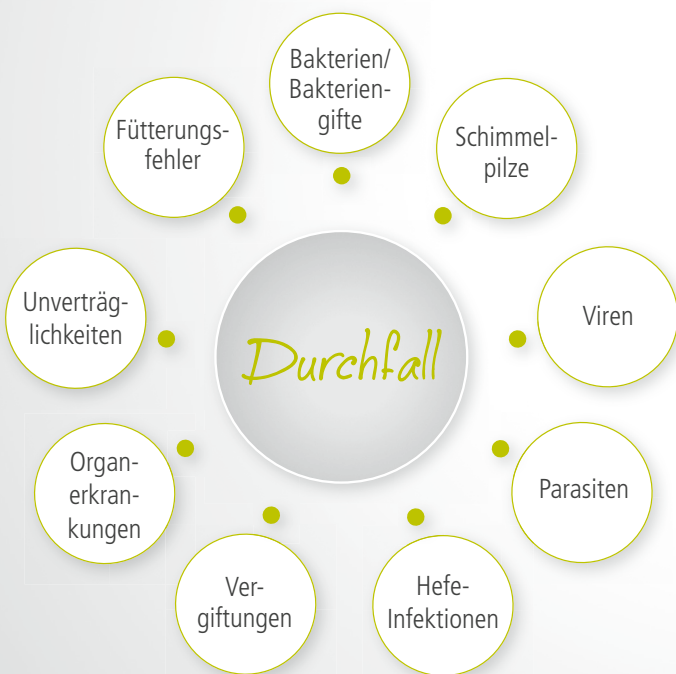 Bakterien/
Bakterien-
gifte
Schimmel-
pilze
Viren
Parasiten
Hefe-
Infektionen
Ver-
giftungen
Organ-
erkran-
kungen
Unverträg-
lichkeiten
Fütterungs-
fehler
Durchfall